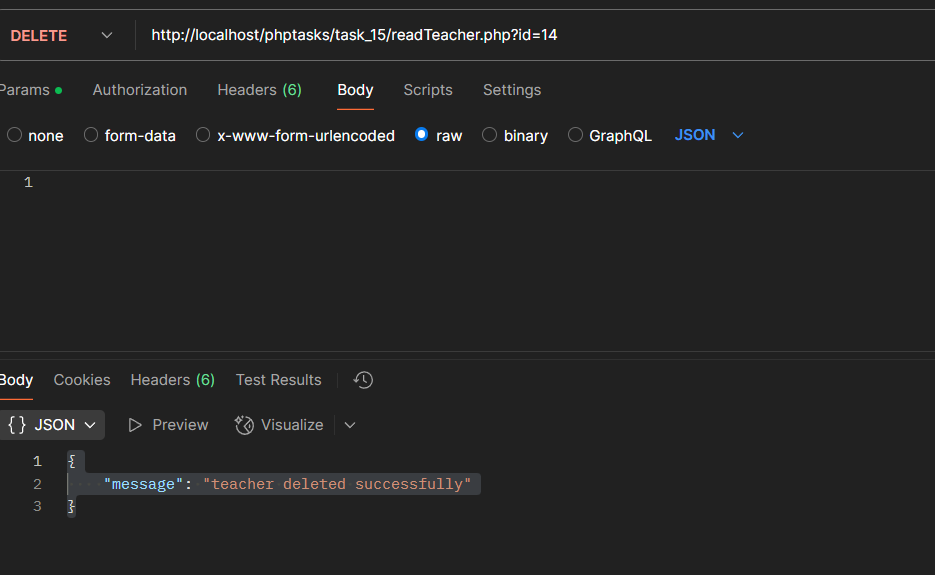 DELETE http://localhost/phptasks/task_15/readTeacher.php?id=14
Params Authorization Headers (6) Body Scripts Settings
none form-data x-www-form-urlencoded raw binary GraphQL JSON
1
Body Cookies Headers (6) Test Results
{} JSON Preview Visualize
1 {
2 "message": "teacher deleted successfully"
3 }